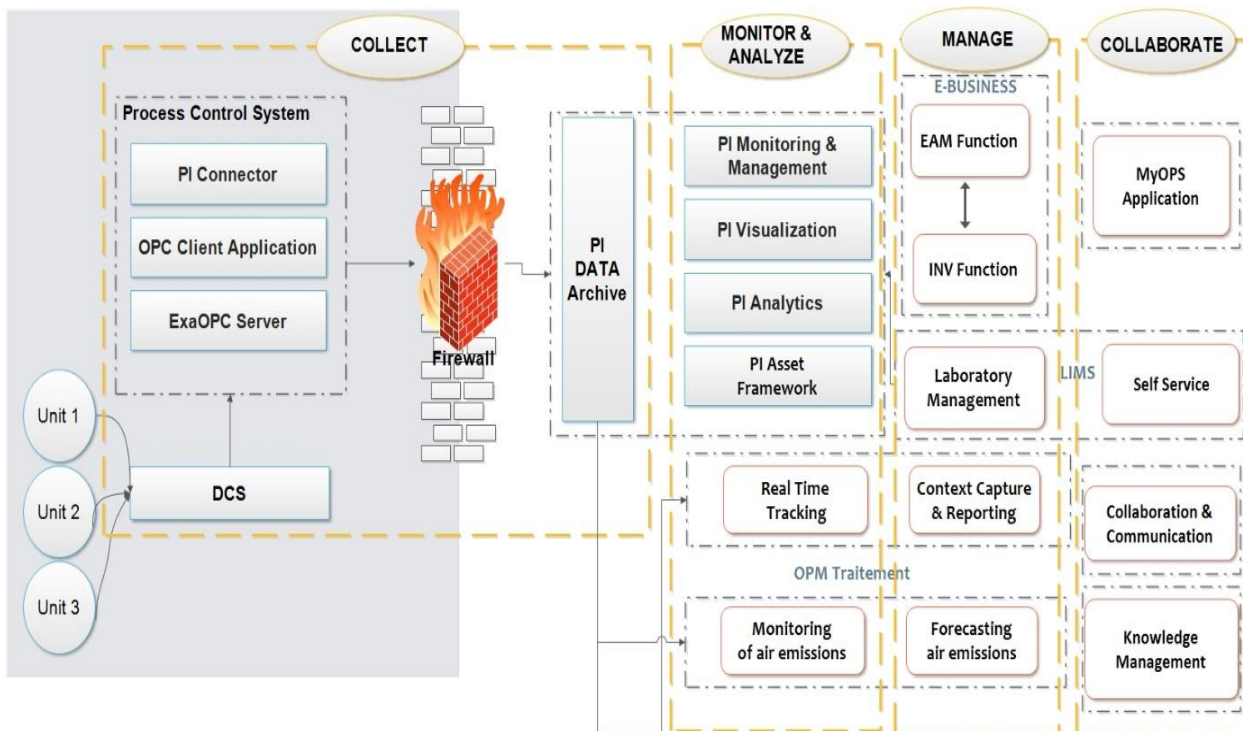 COLLECT
MONITOR &
ANALYZE
MANAGE
COLLABORATE
Process Control System
PI Connector
OPC Client Application
ExaOPC Server
Unit 1
Unit 2
Unit 3
DCS
Firewall
PI
DATA
Archive
PI Monitoring &
Management
PI Visualization
PI Analytics
PI Asset
Framework
E-BUSINESS
EAM Function
INV Function
MyOPS
Application
Laboratory
Management
LIMS
Self Service
Real Time
Tracking
Context Capture
& Reporting
OPM Traitement
Monitoring
of air emissions
Forecasting
air emissions
Collaboration &
Communication
Knowledge
Management